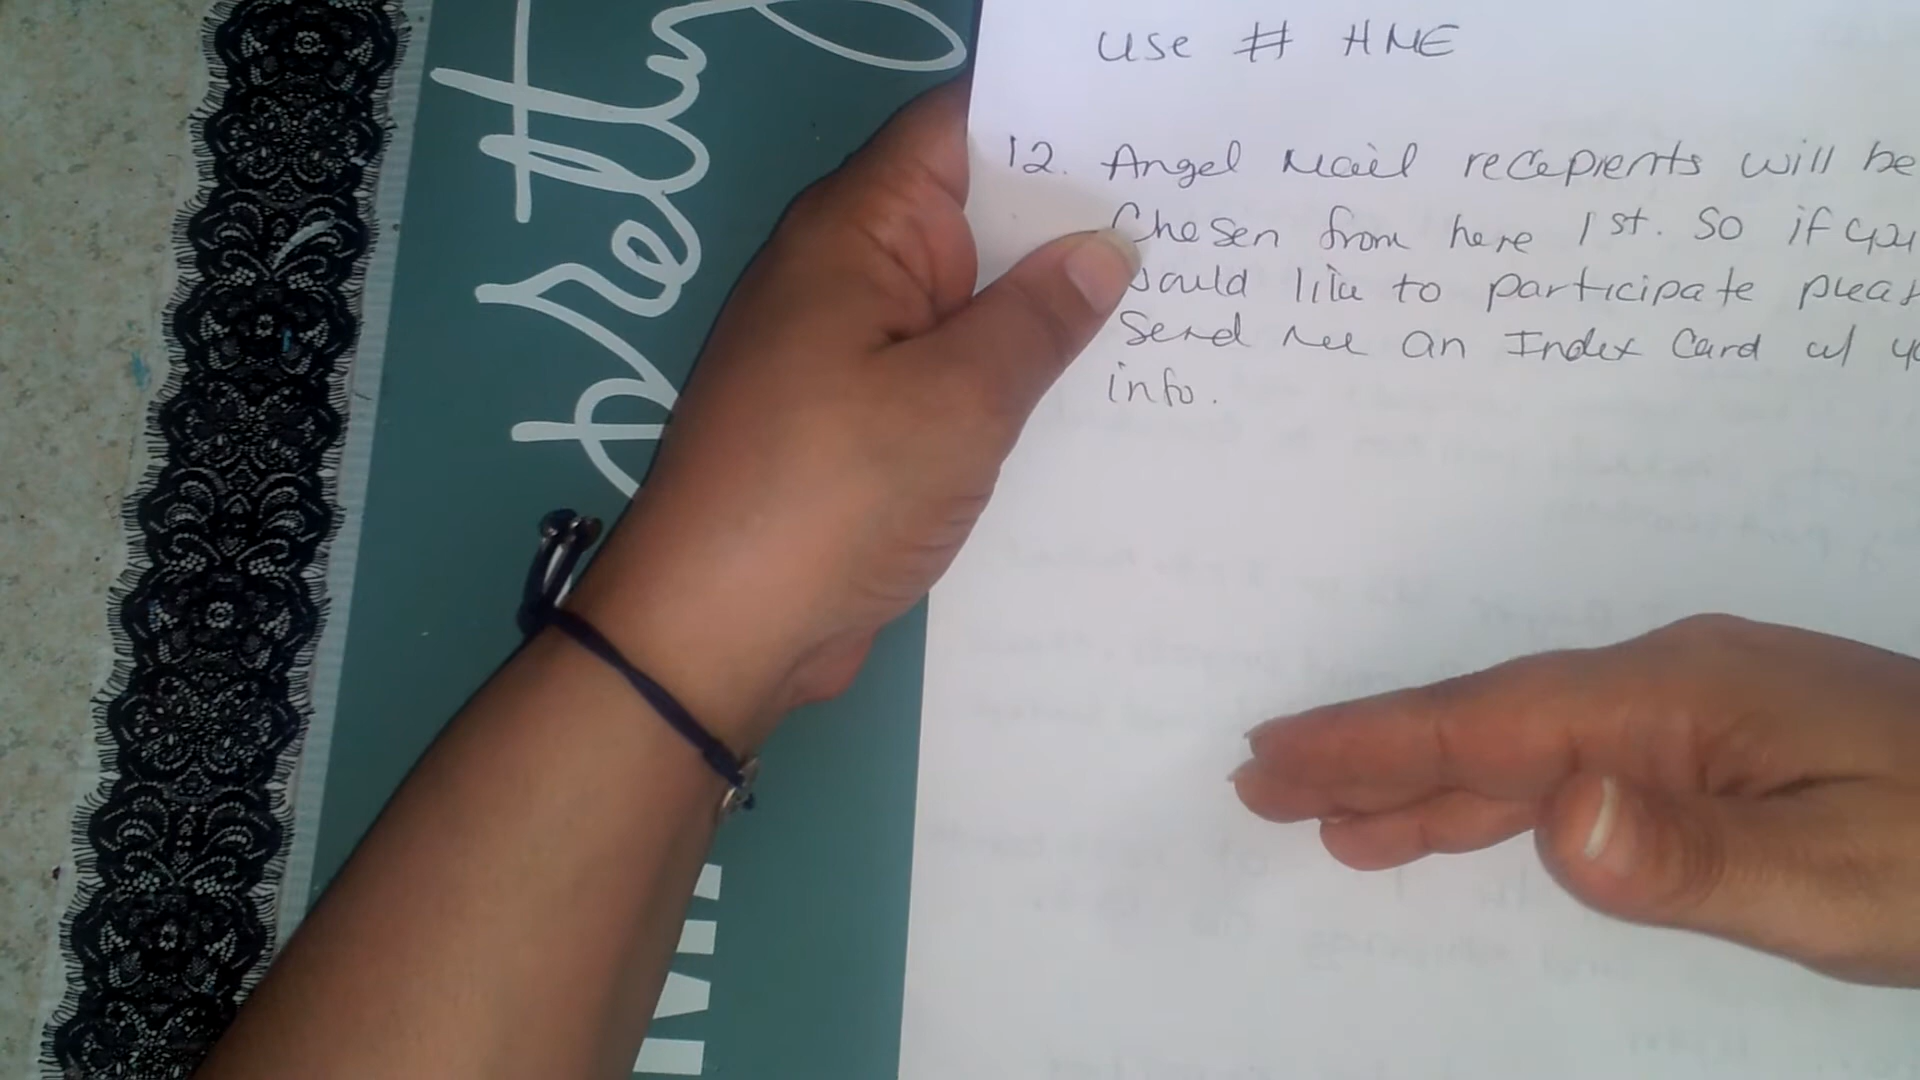 use # HME
12. Angel Mail recepients will be
Chosen from here 1st. So if you
would like to participate pleas
Send me an Index Card w/ yo
info.
pretty